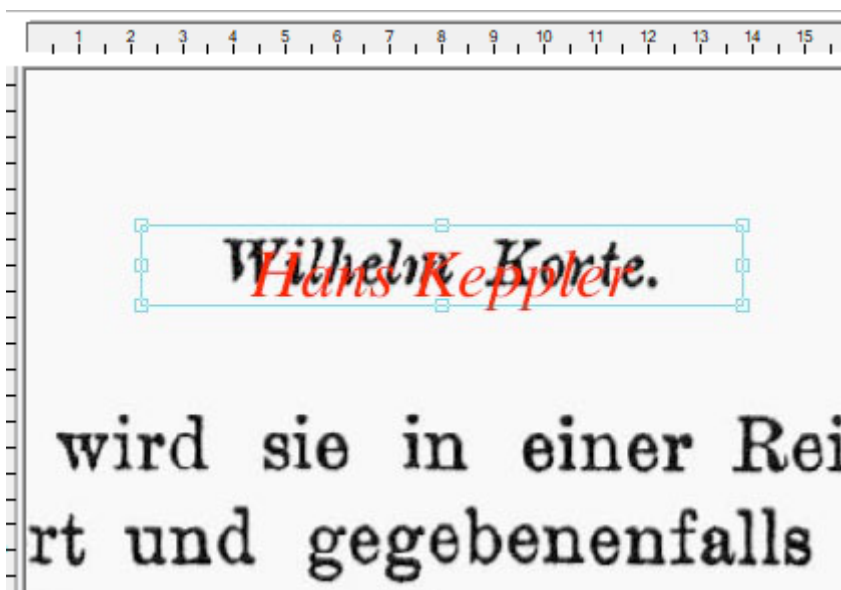 1 2 3 4 5 6 7 8 9 10 11 12 13 14 15
Wilhelm Korte.
Hans Keppler
wird sie in einer Rei
rt und gegebenenfalls